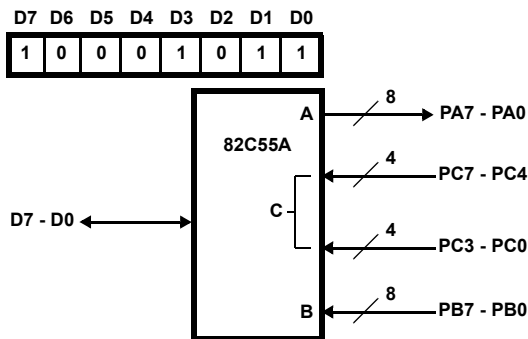 D7 D6 D5 D4 D3 D2 D1 D0
1 0 0 0 1 0 1 1
8
A PA7 - PA0
82C55A
4
PC7 - PC4
C
D7 - D0
4
PC3 - PC0
8
B PB7 - PB0